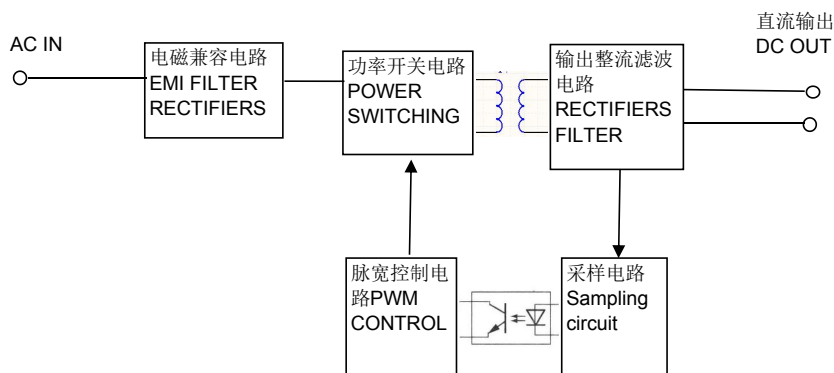 AC IN
电磁兼容电路
EMI FILTER
RECTIFIERS
功率开关电路
POWER
SWITCHING
输出整流滤波
电路
RECTIFIERS
FILTER
直流输出
DC OUT
脉宽控制电
路PWM
CONTROL
采样电路
Sampling
circuit